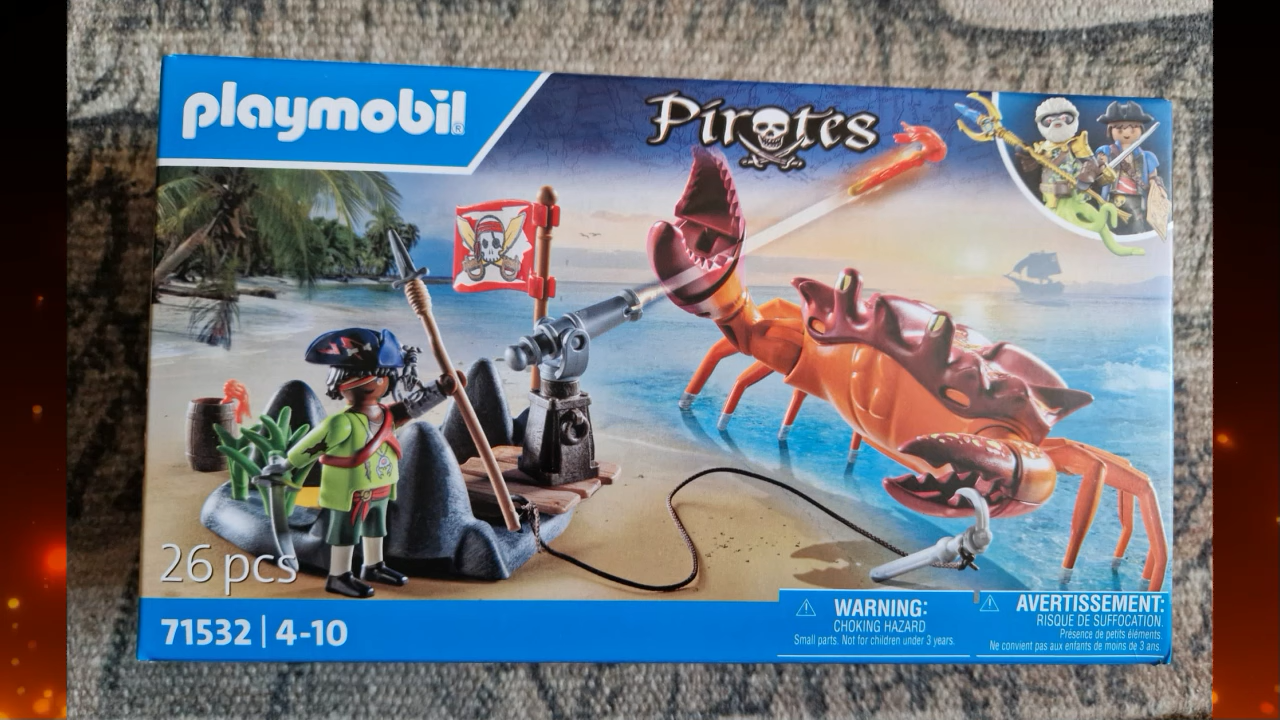 playmobil®
Pirates
26 pcs
71532 | 4-10
WARNING:
CHOKING HAZARD
Small parts. Not for children under 3 years.
AVERTISSEMENT:
RISQUE DE SUFFOCATION.
Présence de petits éléments.
Ne convient pas aux enfants de moins de 3 ans.